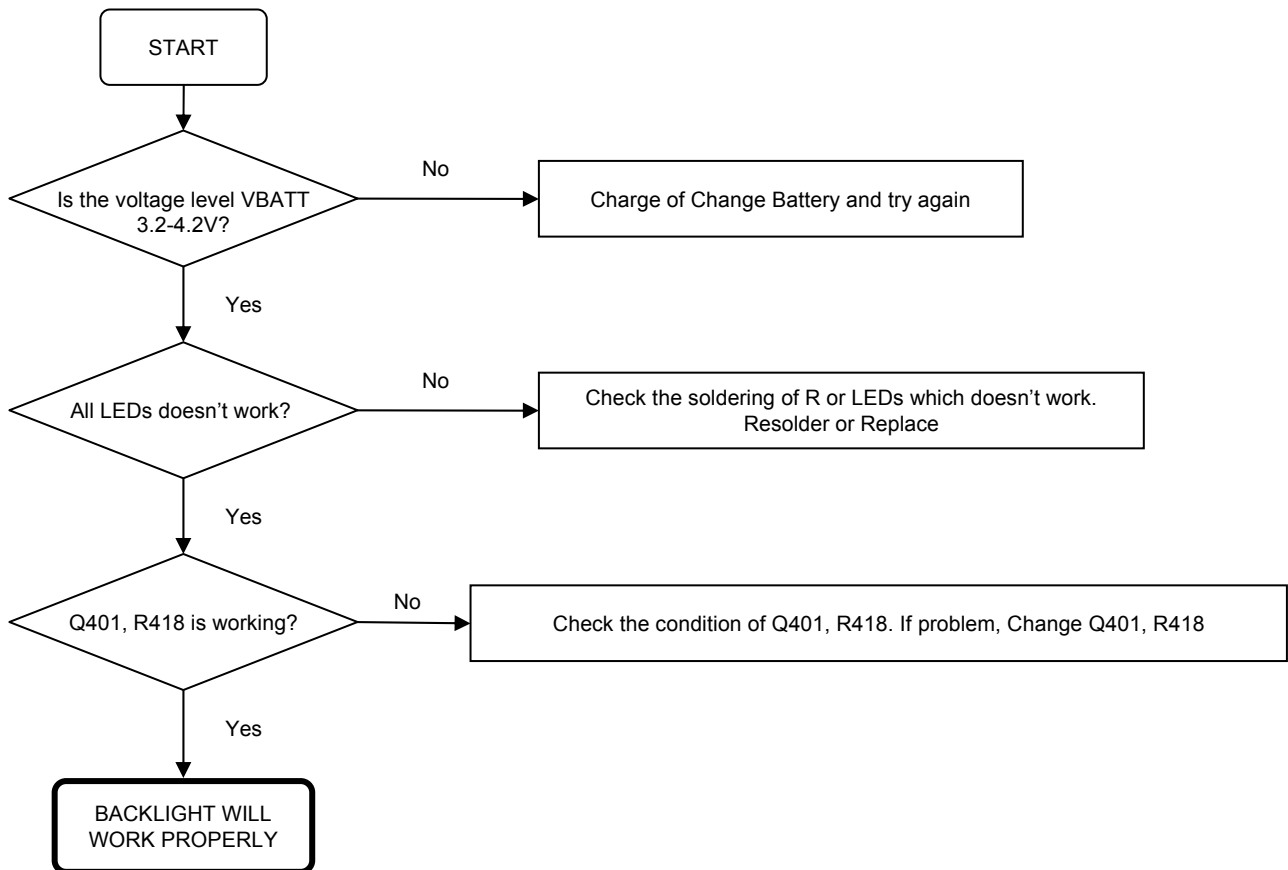 START
Is the voltage level VBATT
3.2-4.2V?
No
Charge of Change Battery and try again
Yes
All LEDs doesn’t work?
No
Check the soldering of R or LEDs which doesn’t work.
Resolder or Replace
Yes
Q401, R418 is working?
No
Check the condition of Q401, R418. If problem, Change Q401, R418
Yes
BACKLIGHT WILL
WORK PROPERLY